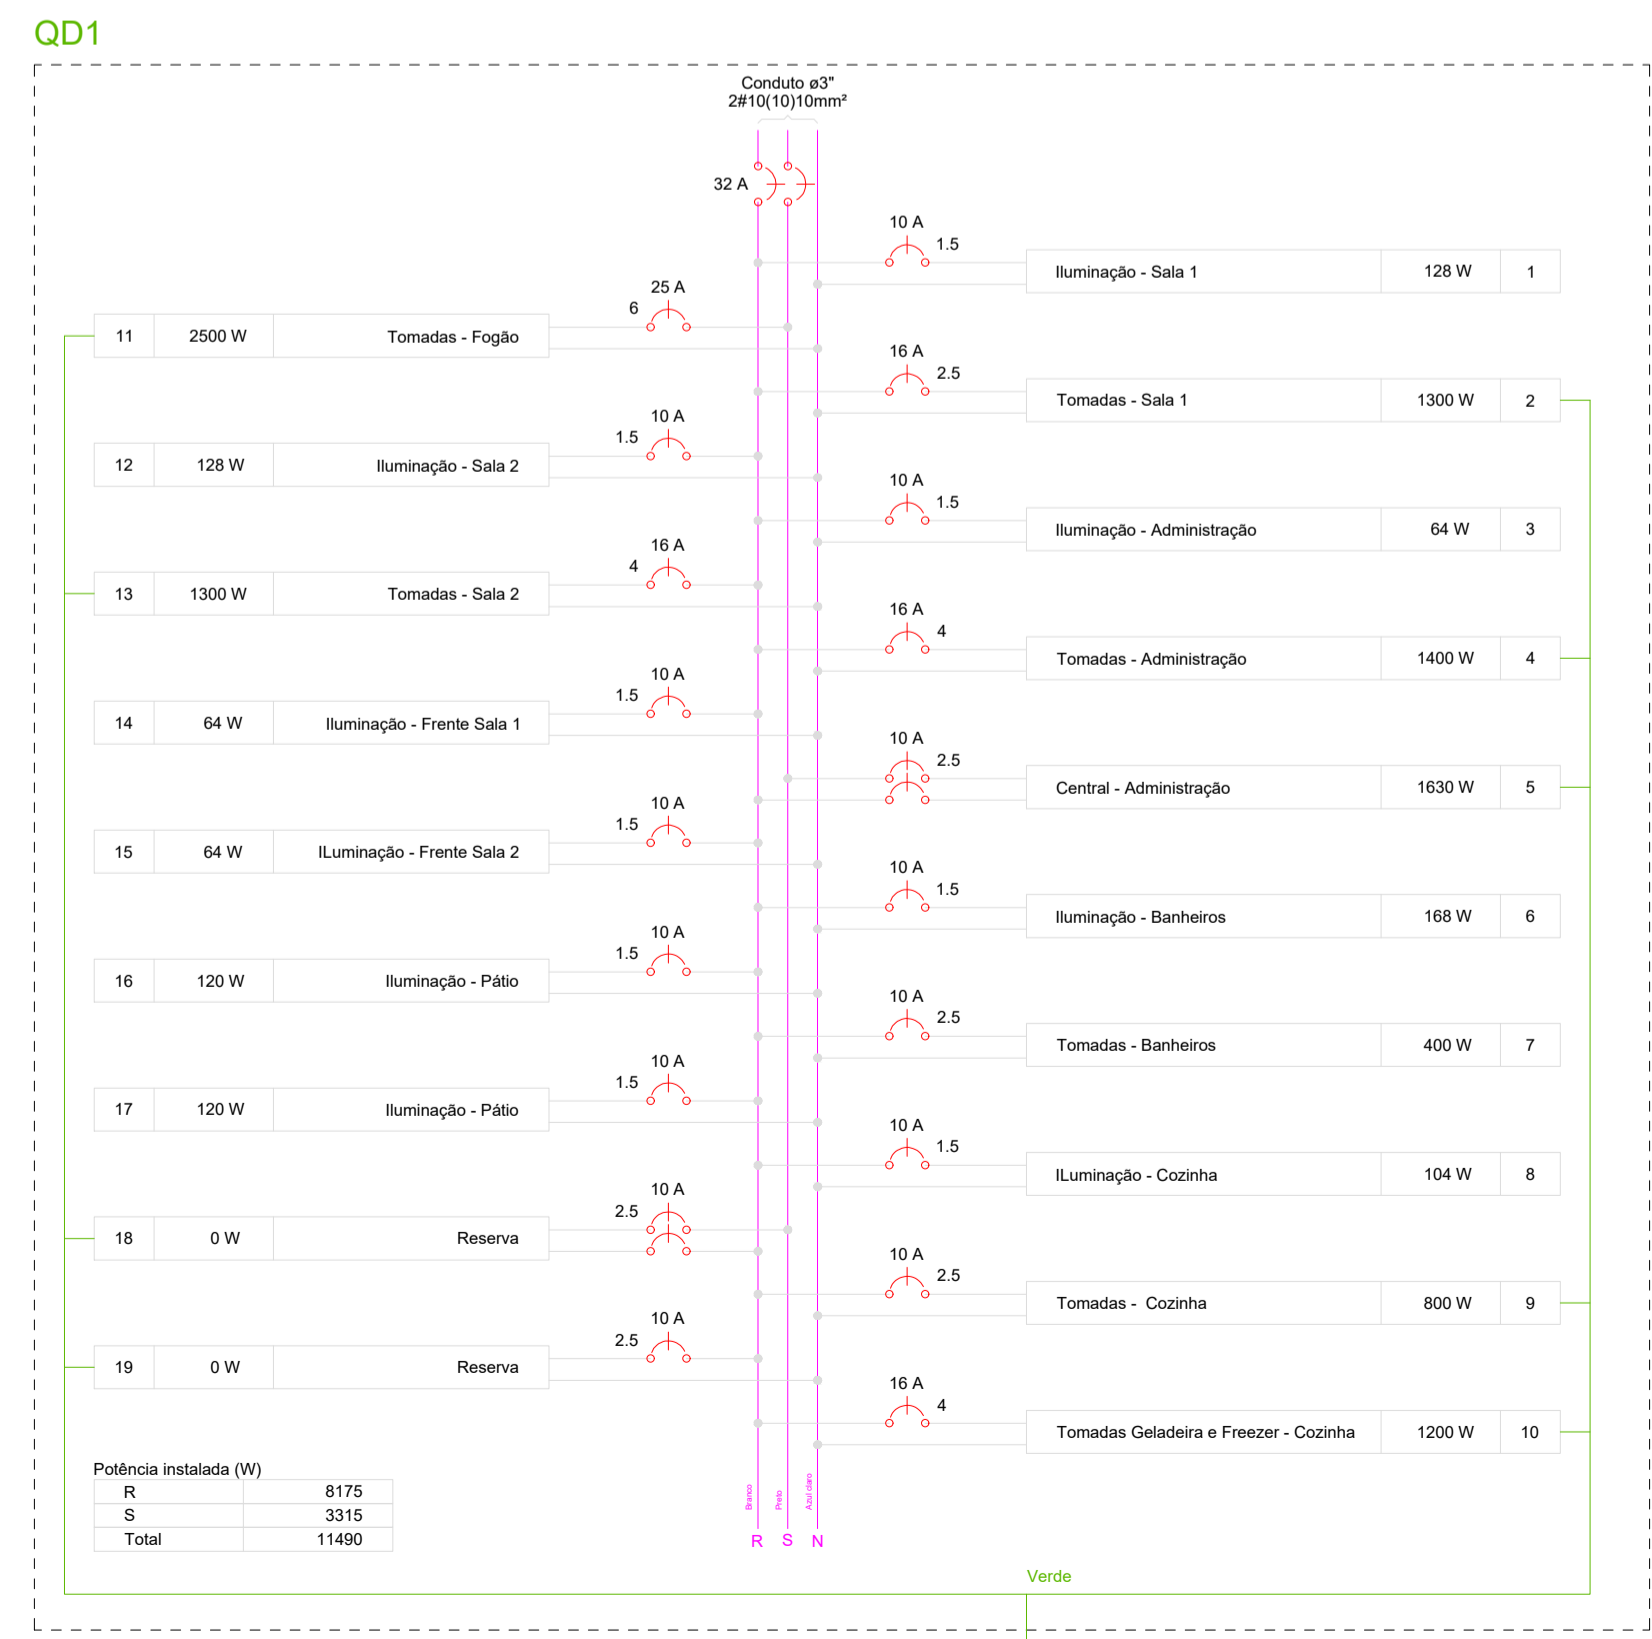 QD1
Conduto ø3"
2#10(10)10mm²
32 A
10 A
1.5
Iluminação - Sala 1 128 W 1
25 A
6
11 2500 W Tomadas - Fogão
16 A
2.5
Tomadas - Sala 1 1300 W 2
10 A
1.5
12 128 W Iluminação - Sala 2
10 A
1.5
Iluminação - Administração 64 W 3
16 A
4
13 1300 W Tomadas - Sala 2
16 A
4
Tomadas - Administração 1400 W 4
10 A
1.5
14 64 W Iluminação - Frente Sala 1
10 A
2.5
Central - Administração 1630 W 5
10 A
1.5
15 64 W ILuminação - Frente Sala 2
10 A
1.5
Iluminação - Banheiros 168 W 6
10 A
1.5
16 120 W Iluminação - Pátio
10 A
2.5
Tomadas - Banheiros 400 W 7
10 A
1.5
17 120 W Iluminação - Pátio
10 A
1.5
ILuminação - Cozinha 104 W 8
10 A
2.5
18 0 W Reserva
10 A
2.5
Tomadas - Cozinha 800 W 9
10 A
2.5
19 0 W Reserva
16 A
4
Tomadas Geladeira e Freezer - Cozinha 1200 W 10
Potência instalada (W)
R 8175
S 3315
Total 11490
Branco
Preto
Azul claro
R S N
Verde